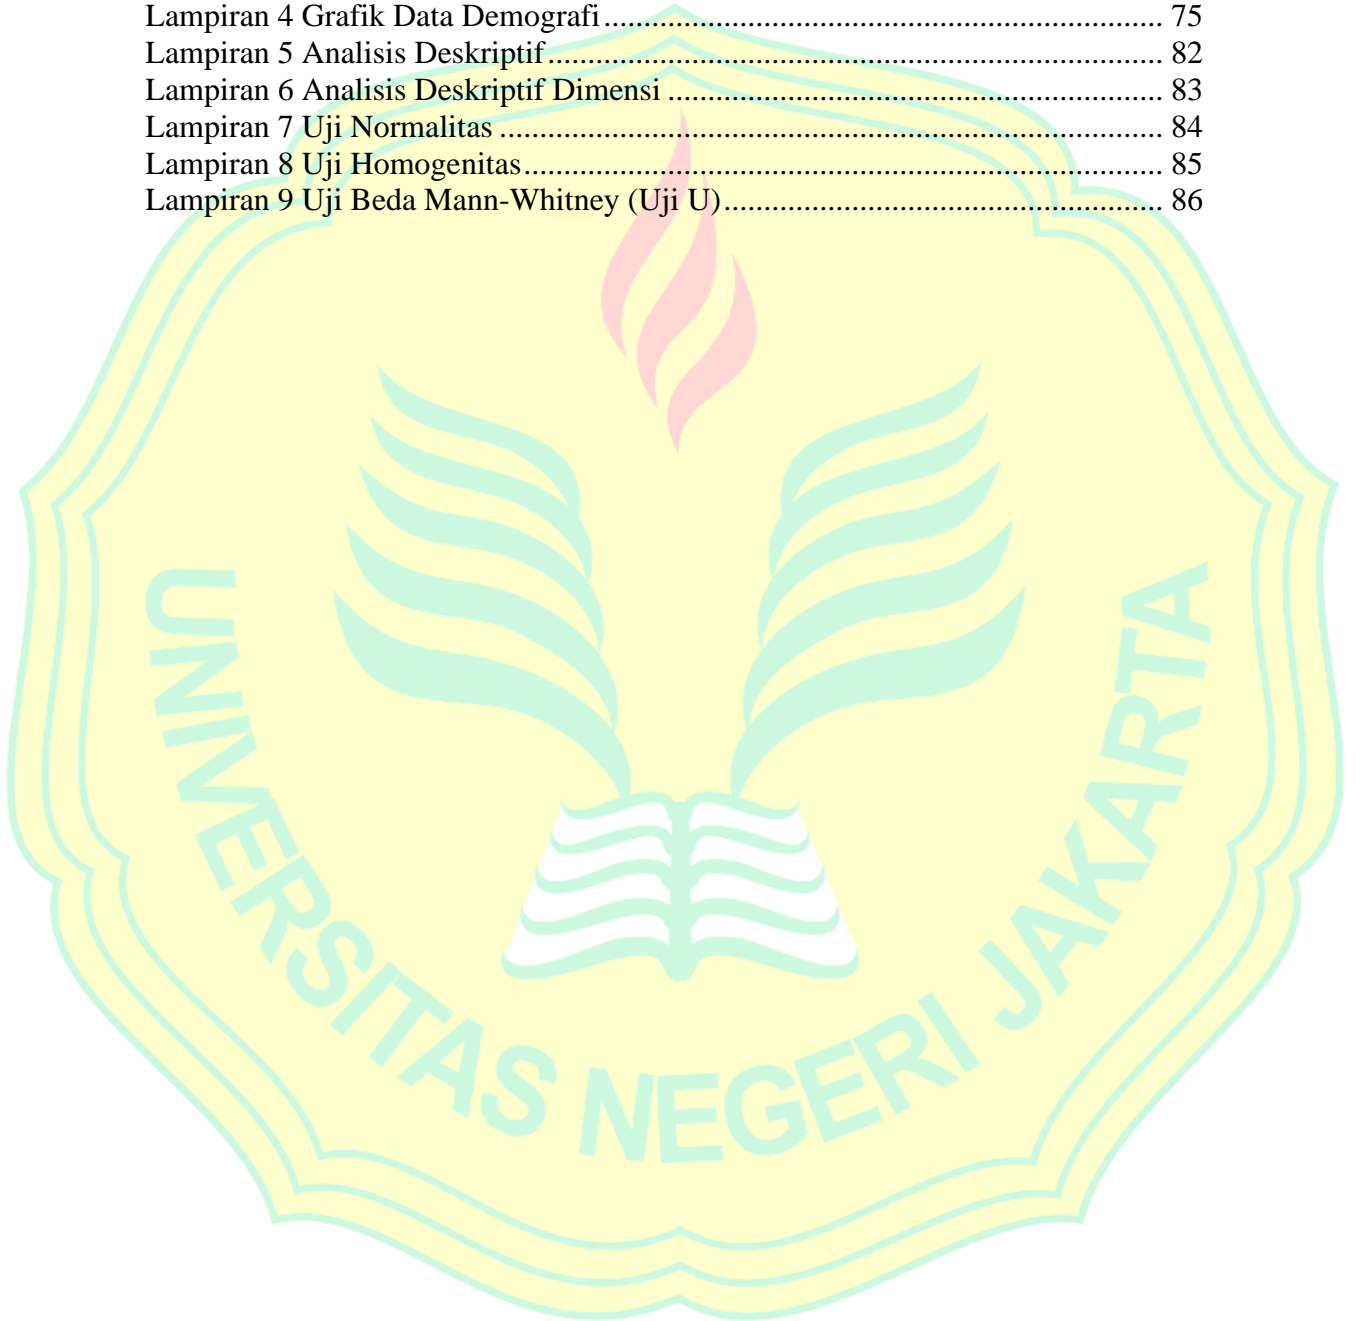 Lampiran 4 Grafik Data Demografi........................................................................ 75
Lampiran 5 Analisis Deskriptif............................................................................... 82
Lampiran 6 Analisis Deskriptif Dimensi ................................................................ 83
Lampiran 7 Uji Normalitas ..................................................................................... 84
Lampiran 8 Uji Homogenitas.................................................................................. 85
Lampiran 9 Uji Beda Mann-Whitney (Uji U)......................................................... 86
UNIVERSITAS NEGERI JAKARTA